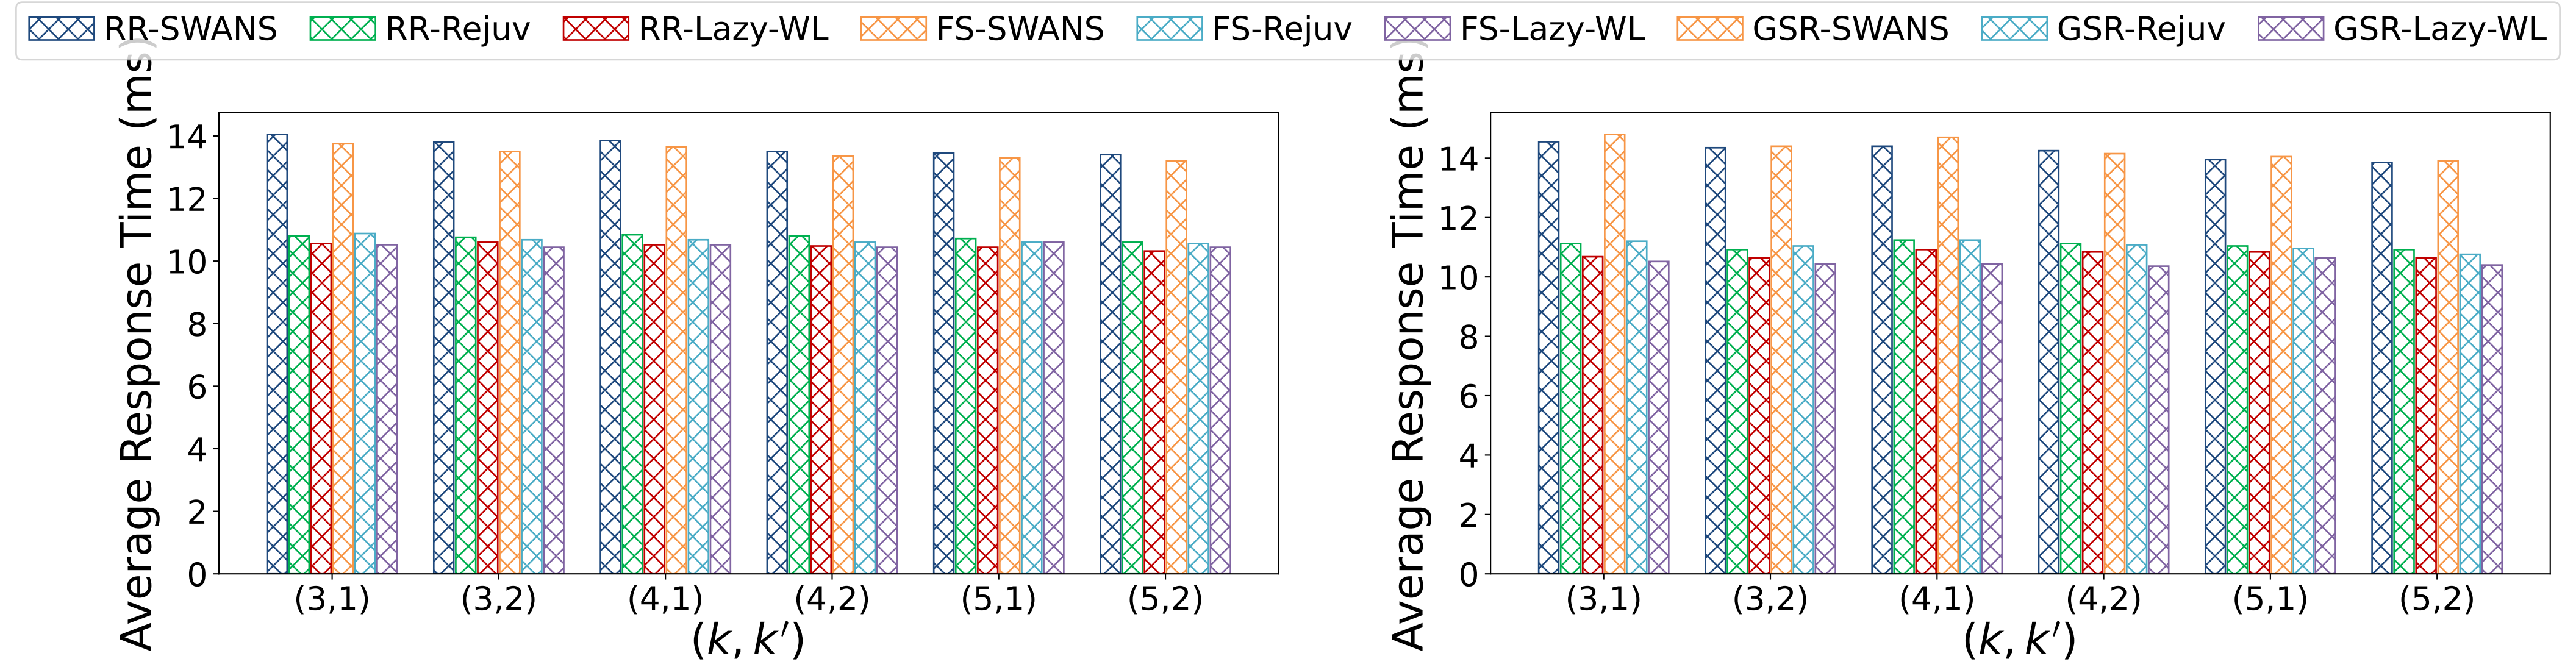 RR-SWANS RR-Rejuv RR-Lazy-WL FS-SWANS FS-Rejuv FS-Lazy-WL GSR-SWANS GSR-Rejuv GSR-Lazy-WL
Average Response Time (ms)
14
12
10
8
6
4
2
0
(3,1) (3,2) (4,1) (4,2) (5,1) (5,2)
(k, k′)
Average Response Time (ms)
14
12
10
8
6
4
2
0
(3,1) (3,2) (4,1) (4,2) (5,1) (5,2)
(k, k′)